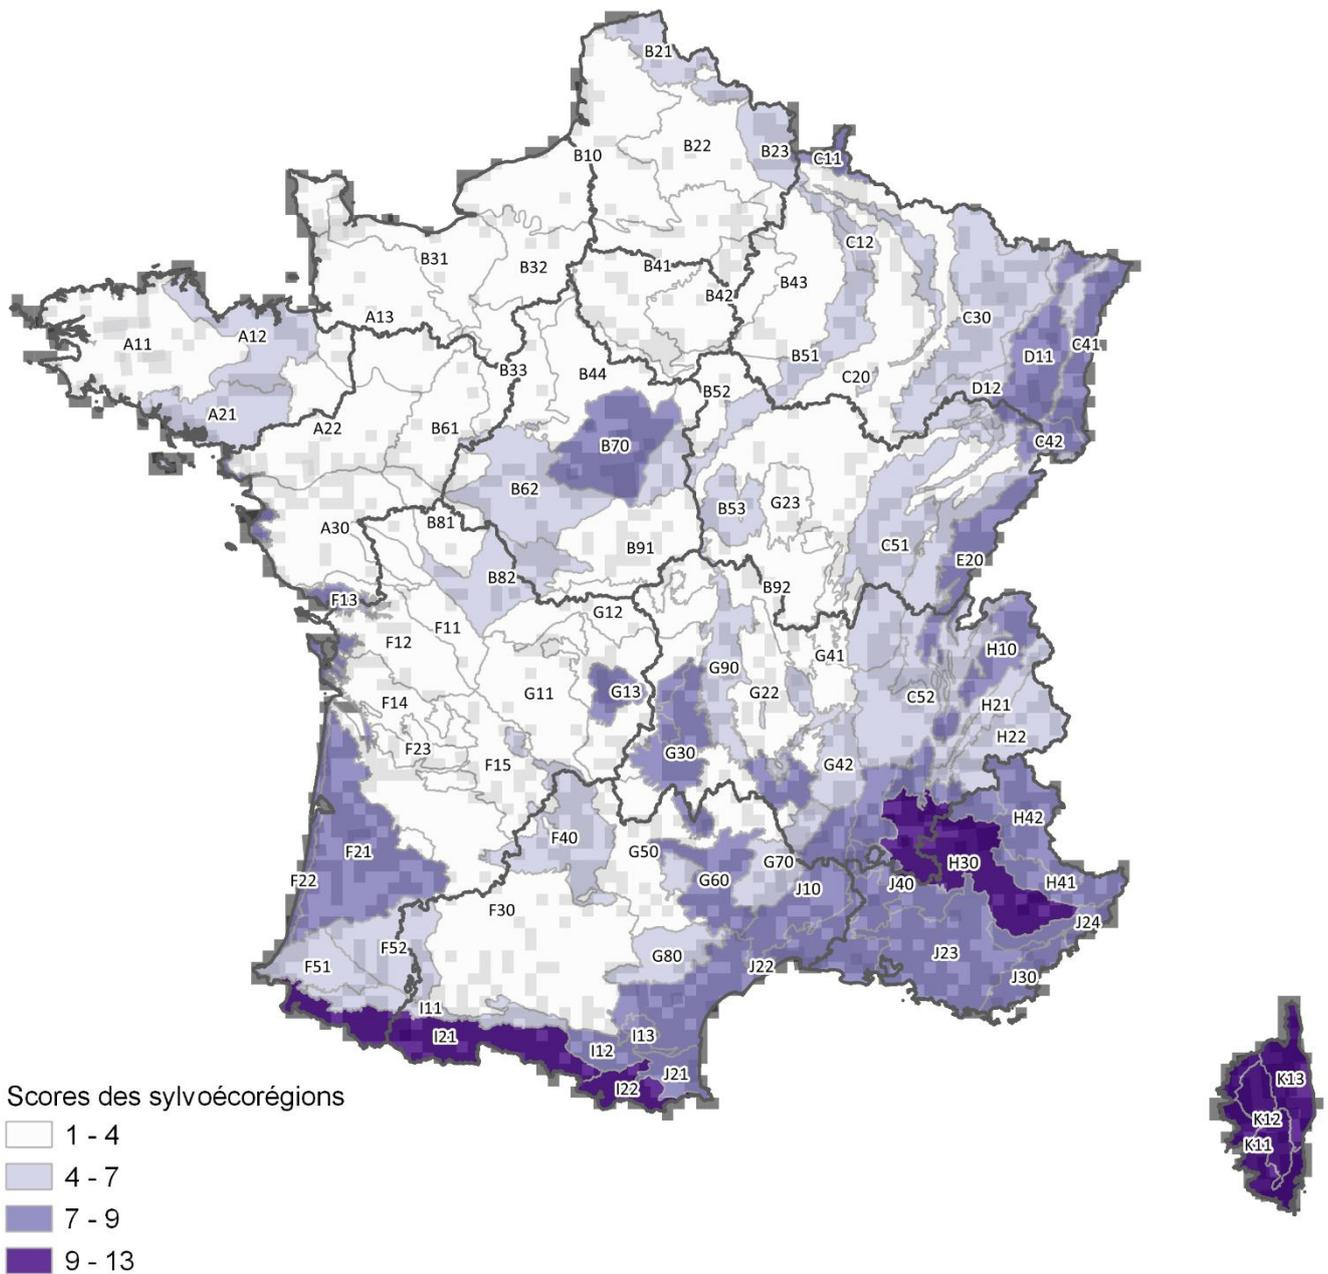 B21
B22
B23
B10
C11
B31
B32
B41
B42
B43
C12
A11
A12
A13
B33
B44
B51
B52
C20
C30
D11
C41
D12
C42
A21
A22
B61
B70
B62
B53
G23
A30
B81
B91
C51
E20
B82
B92
F13
G12
F11
F12
G41
H10
G11
G13
G90
G22
C52
H21
F14
F23
F15
G30
H22
G42
H42
F40
G50
F21
G70
H30
F22
G60
J10
J40
H41
F30
J24
F52
F51
G80
J22
J23
J30
I11
I21
I13
I12
J21
I22
K13
K12
K11
Scores des sylvoécorégions
1 - 4
4 - 7
7 - 9
9 - 13